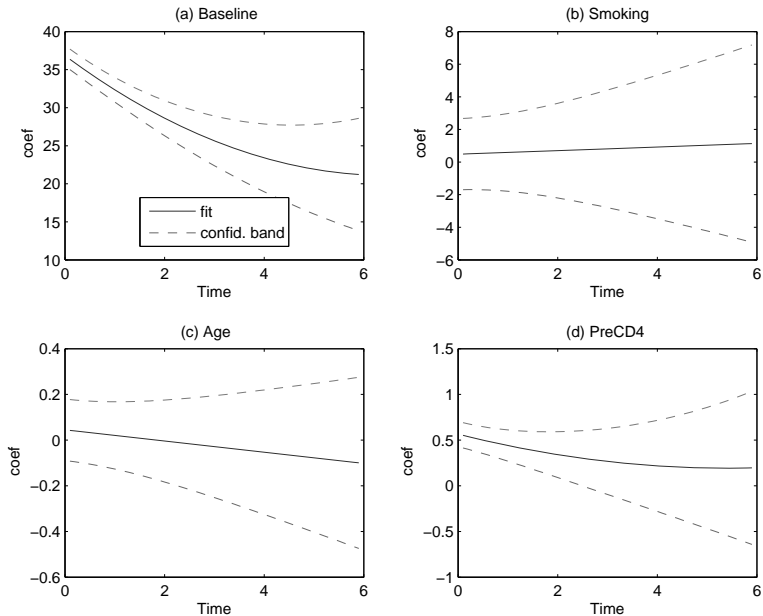 (a) Baseline
40
35
30
25
20
15
10
coef
fit
confid. band
0 2 4 6
Time
(b) Smoking
8
6
4
2
0
−2
−4
−6
coef
0 2 4 6
Time
(c) Age
0.4
0.2
0
−0.2
−0.4
−0.6
coef
0 2 4 6
Time
(d) PreCD4
1.5
1
0.5
0
−0.5
−1
coef
0 2 4 6
Time